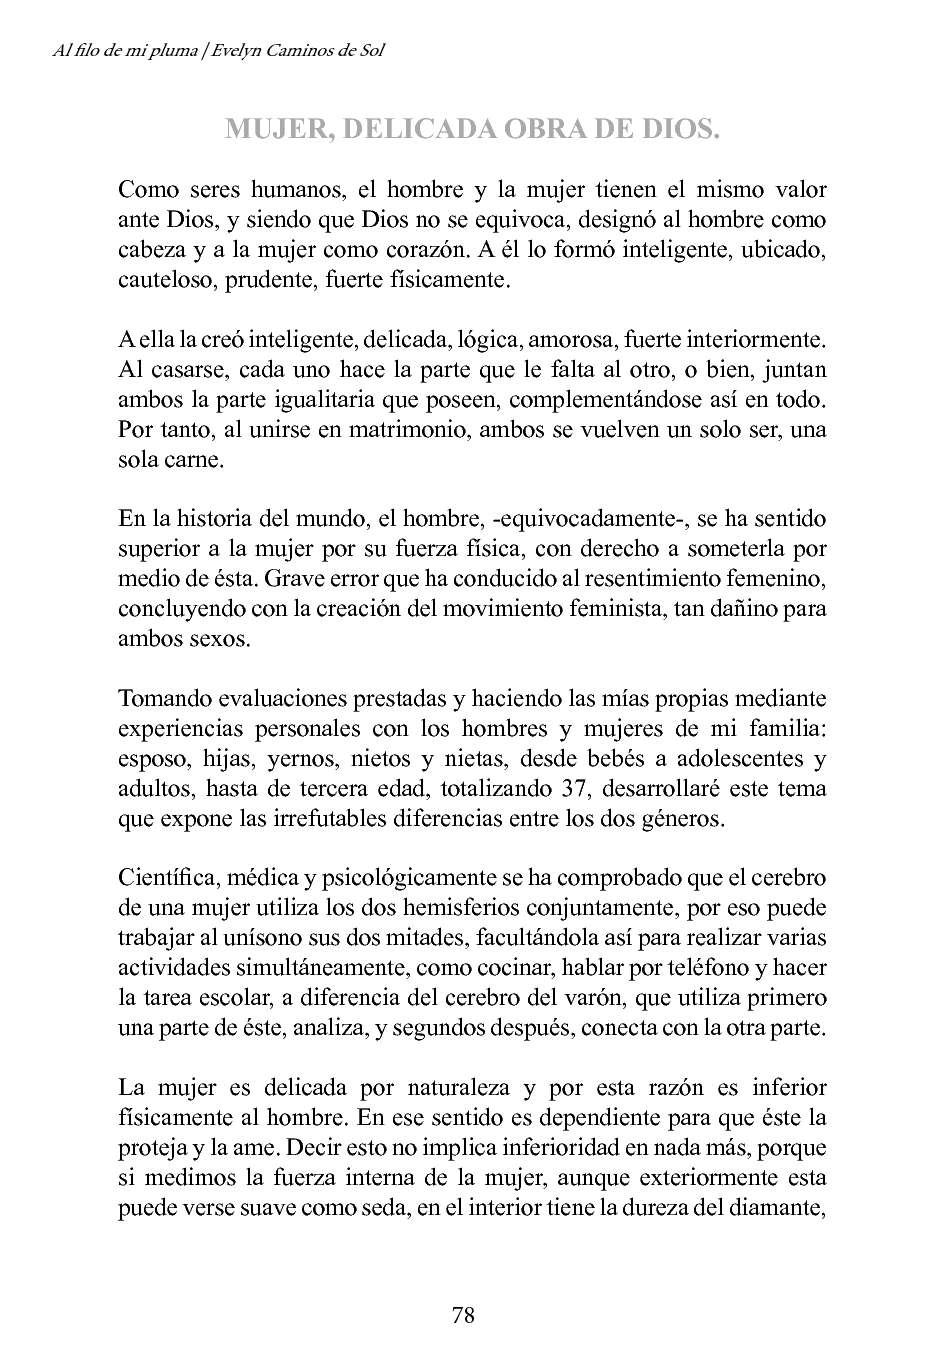 Al filo de mi pluma / Evelyn Caminos de Sol
MUJER, DELICADA OBRA DE DIOS.
Como seres humanos, el hombre y la mujer tienen el mismo valor
ante Dios, y siendo que Dios no se equivoca, designó al hombre como
cabeza y a la mujer como corazón. A él lo formó inteligente, ubicado,
cauteloso, prudente, fuerte físicamente.
A ella la creó inteligente, delicada, lógica, amorosa, fuerte interiormente.
Al casarse, cada uno hace la parte que le falta al otro, o bien, juntan
ambos la parte igualitaria que poseen, complementándose así en todo.
Por tanto, al unirse en matrimonio, ambos se vuelven un solo ser, una
sola carne.
En la historia del mundo, el hombre, -equivocadamente-, se ha sentido
superior a la mujer por su fuerza física, con derecho a someterla por
medio de ésta. Grave error que ha conducido al resentimiento femenino,
concluyendo con la creación del movimiento feminista, tan dañino para
ambos sexos.
Tomando evaluaciones prestadas y haciendo las mías propias mediante
experiencias personales con los hombres y mujeres de mi familia:
esposo, hijas, yernos, nietos y nietas, desde bebés a adolescentes y
adultos, hasta de tercera edad, totalizando 37, desarrollaré este tema
que expone las irrefutables diferencias entre los dos géneros.
Científica, médica y psicológicamente se ha comprobado que el cerebro
de una mujer utiliza los dos hemisferios conjuntamente, por eso puede
trabajar al unísono sus dos mitades, facultándola así para realizar varias
actividades simultáneamente, como cocinar, hablar por teléfono y hacer
la tarea escolar, a diferencia del cerebro del varón, que utiliza primero
una parte de éste, analiza, y segundos después, conecta con la otra parte.
La mujer es delicada por naturaleza y por esta razón es inferior
físicamente al hombre. En ese sentido es dependiente para que éste la
proteja y la ame. Decir esto no implica inferioridad en nada más, porque
si medimos la fuerza interna de la mujer, aunque exteriormente esta
puede verse suave como seda, en el interior tiene la dureza del diamante,
78